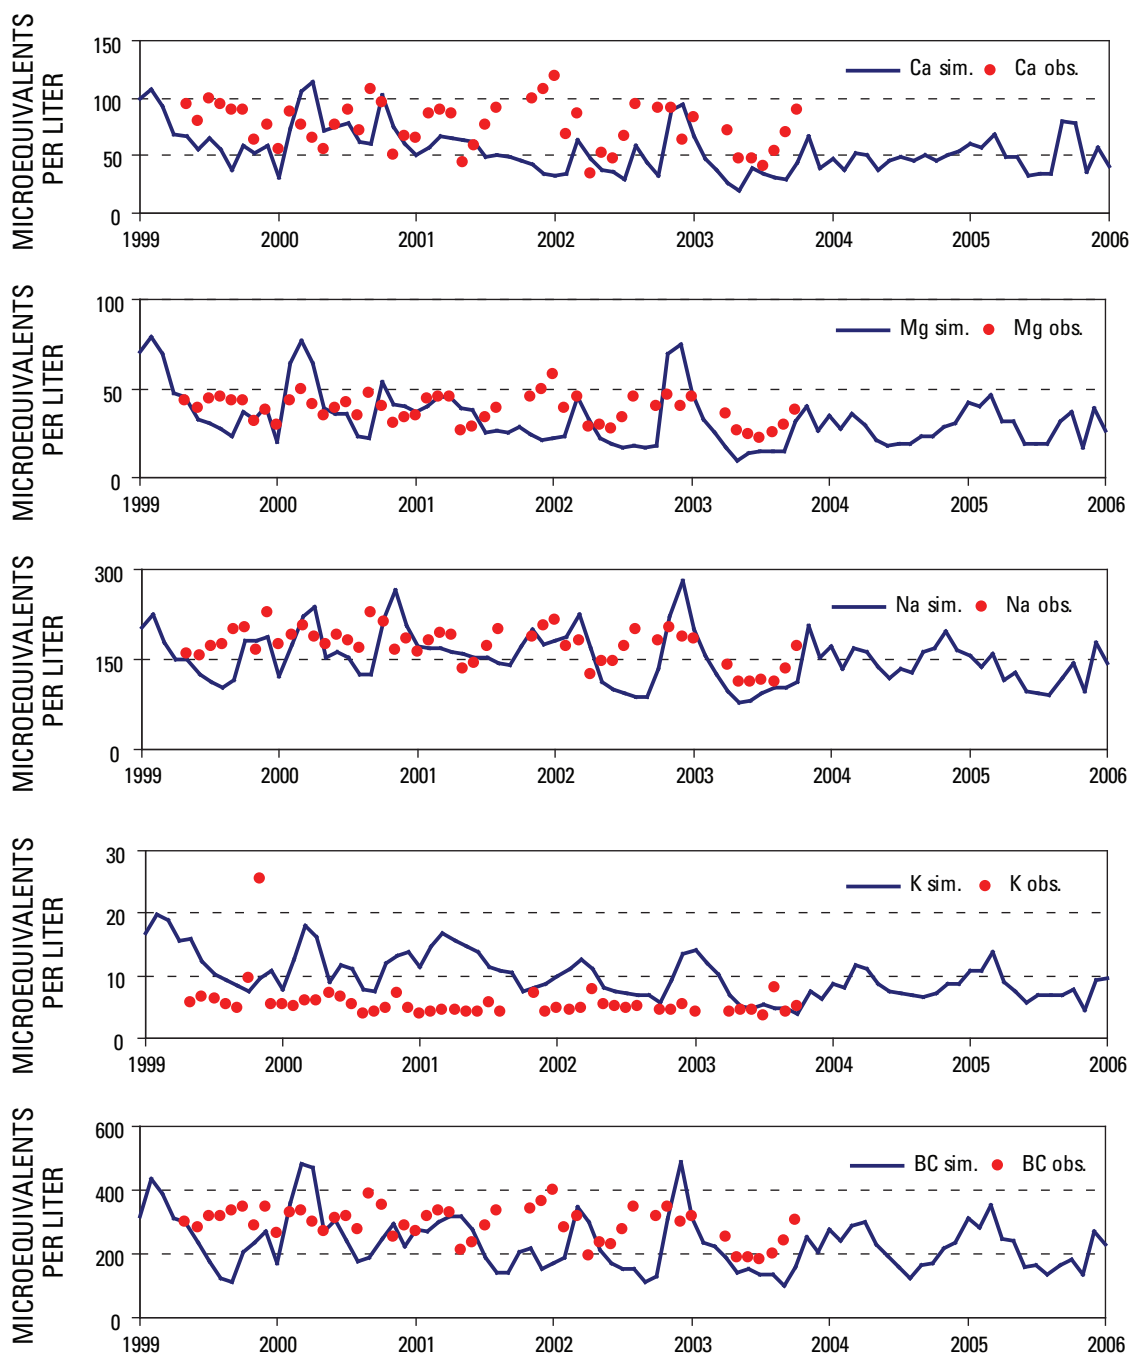 MICROEQUIVALENTS
PER LITER
150
100
50
0
Ca sim. Ca obs.
1999 2000 2001 2002 2003 2004 2005 2006
MICROEQUIVALENTS
PER LITER
100
50
0
Mg sim. Mg obs.
1999 2000 2001 2002 2003 2004 2005 2006
MICROEQUIVALENTS
PER LITER
300
150
0
Na sim. Na obs.
1999 2000 2001 2002 2003 2004 2005 2006
MICROEQUIVALENTS
PER LITER
30
20
10
0
K sim. K obs.
1999 2000 2001 2002 2003 2004 2005 2006
MICROEQUIVALENTS
PER LITER
600
400
200
0
BC sim. BC obs.
1999 2000 2001 2002 2003 2004 2005 2006